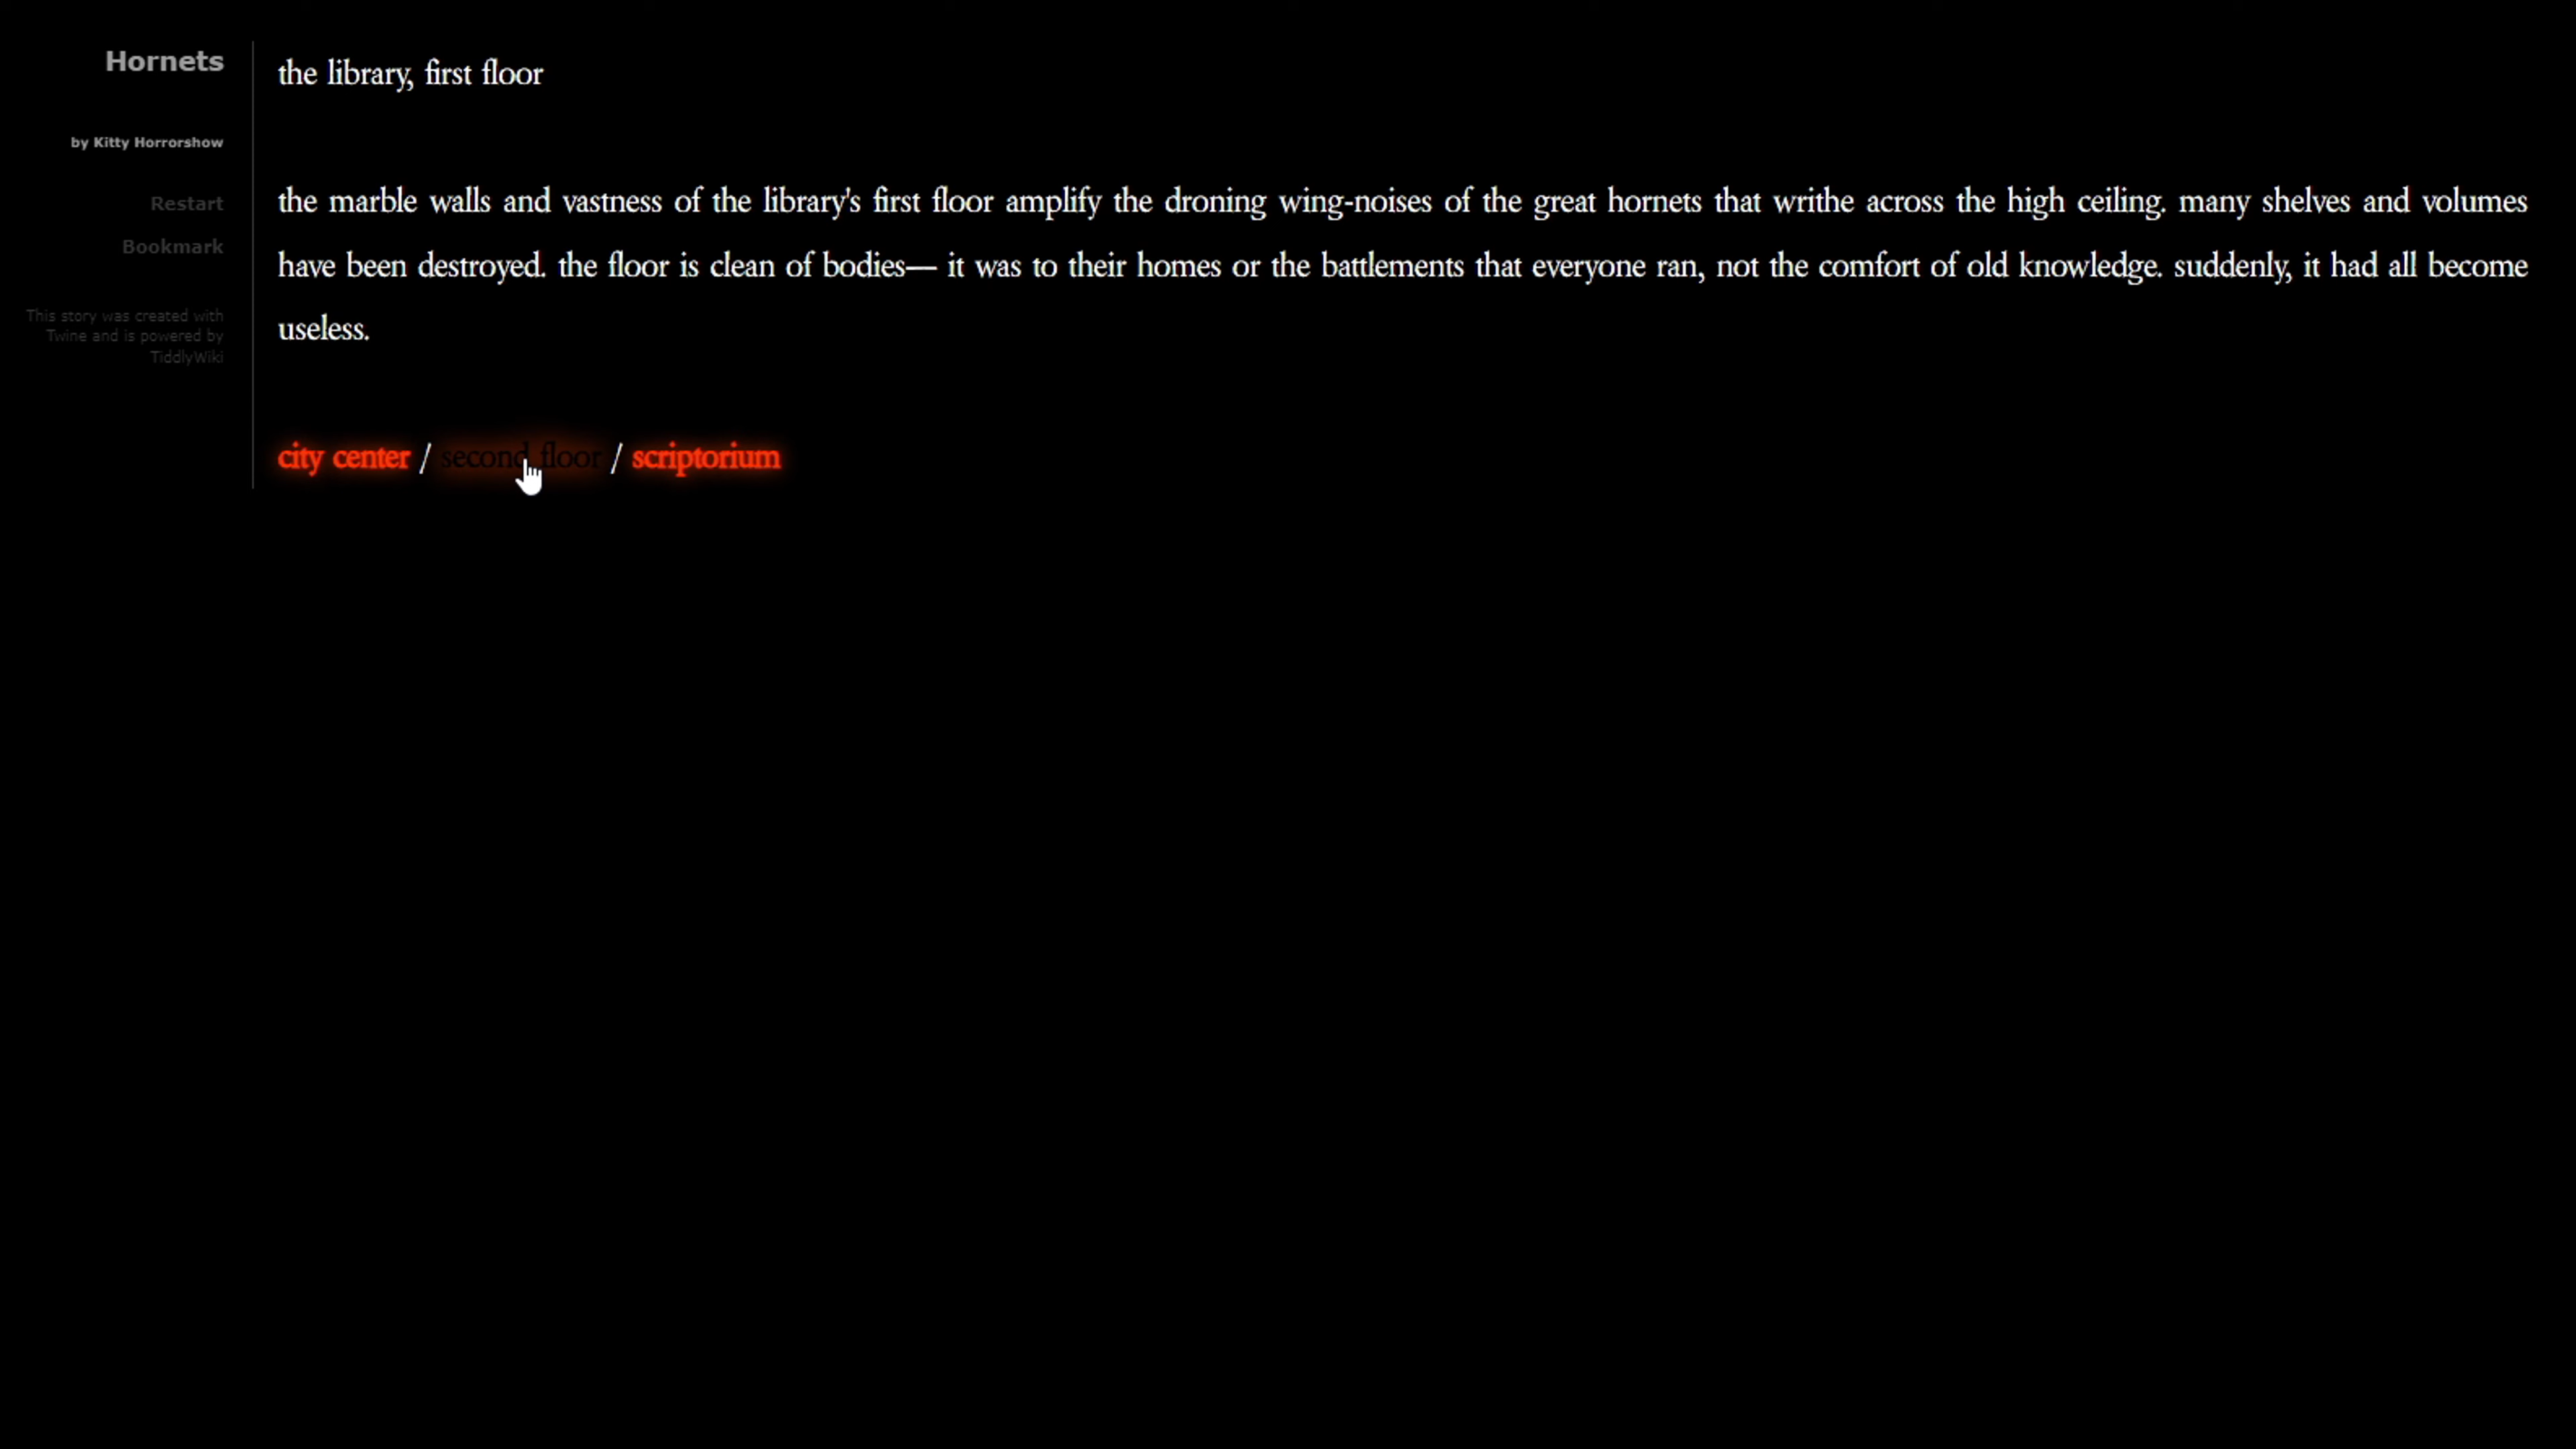 Hornets
by Kitty Horrorshow
Restart
Bookmark
This story was created with
Twine and is powered by
TiddlyWiki
the library, first floor
the marble walls and vastness of the library's first floor amplify the droning wing-noises of the great hornets that writhe across the high ceiling. many shelves and volumes
have been destroyed. the floor is clean of bodies— it was to their homes or the battlements that everyone ran, not the comfort of old knowledge. suddenly, it had all become
useless.
city center / second floor / scriptorium